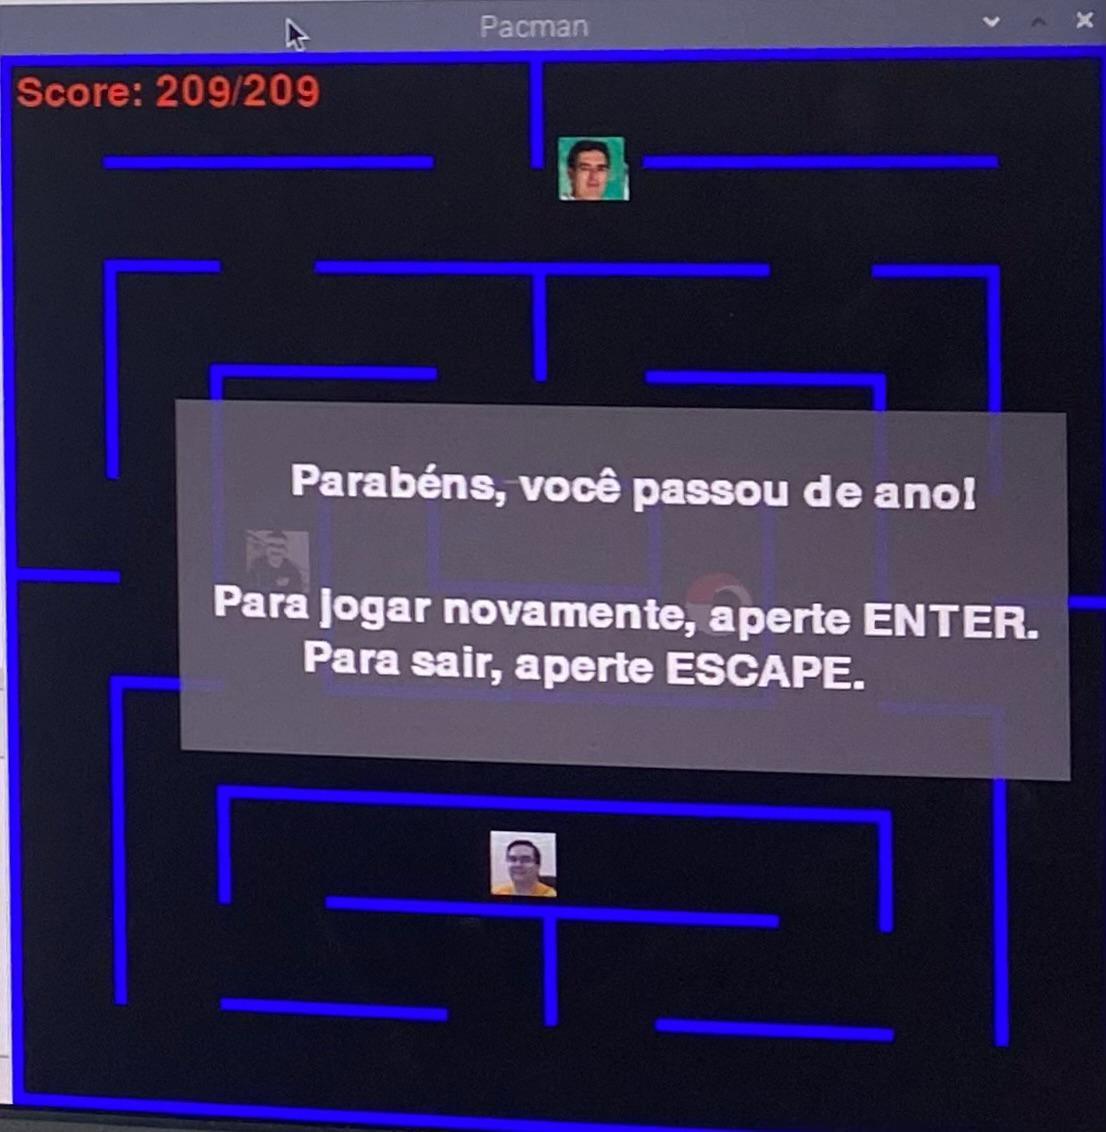 Pacman
Score: 209/209
Parabéns, você passou de ano!
Para jogar novamente, aperte ENTER.
Para sair, aperte ESCAPE.